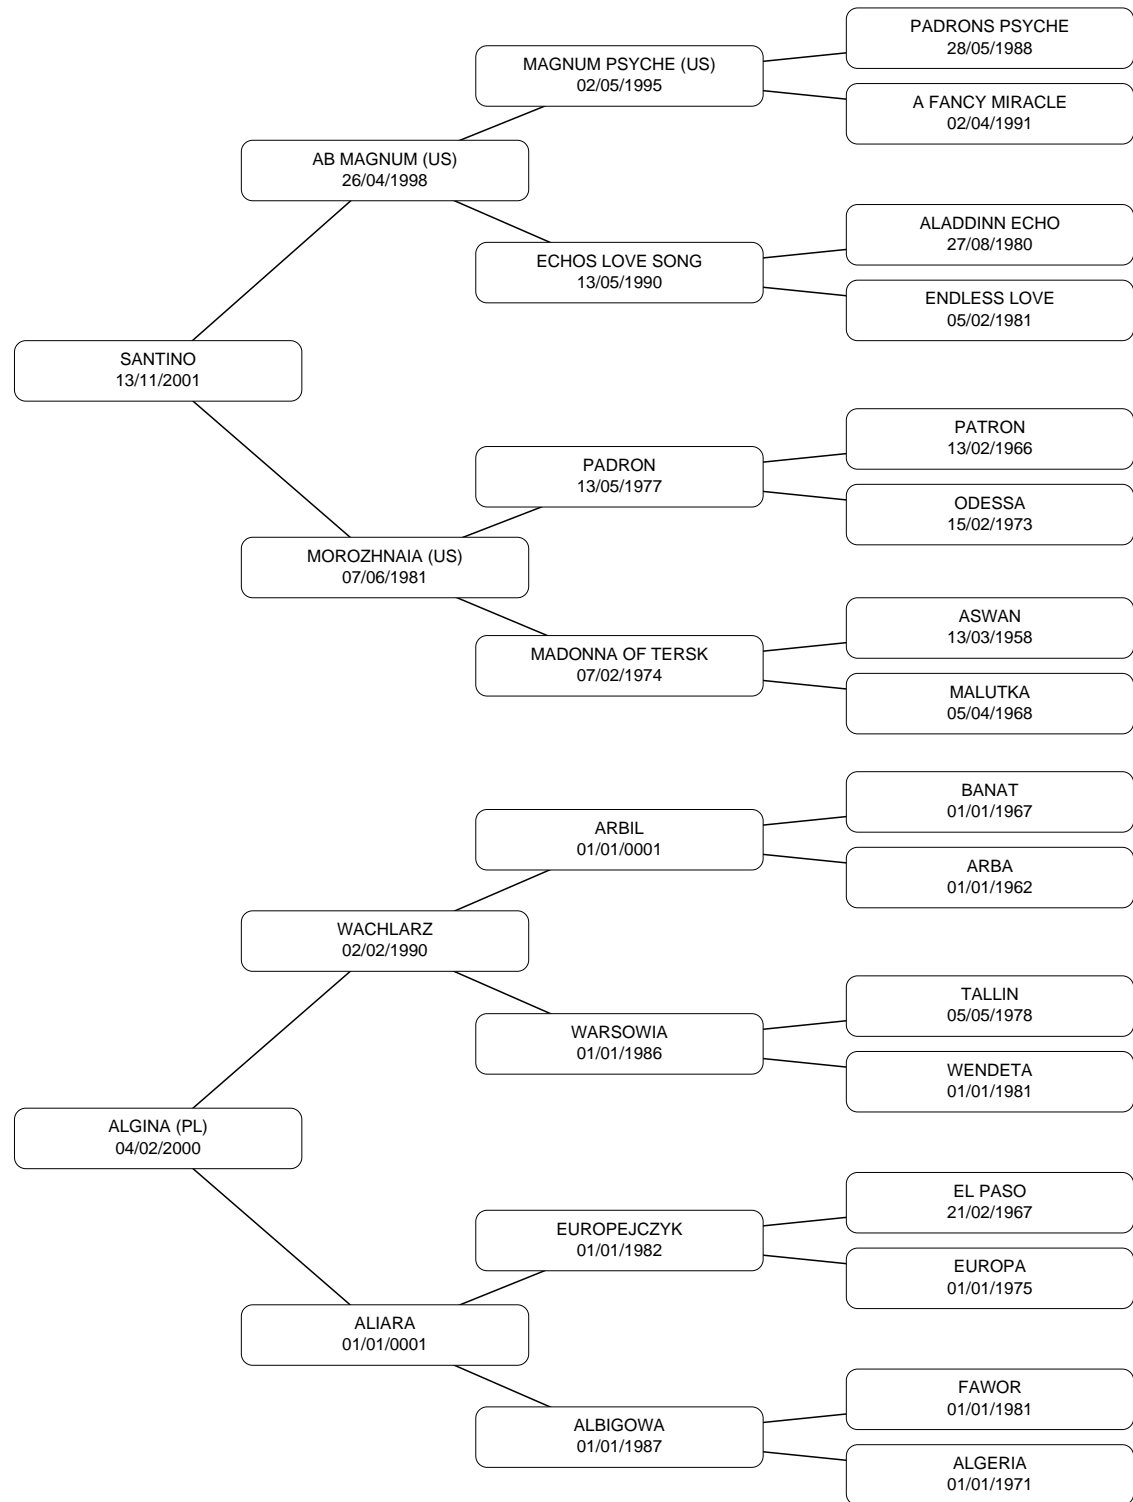 PADRONS PSYCHE
28/05/1988
MAGNUM PSYCHE (US)
02/05/1995
A FANCY MIRACLE
02/04/1991
AB MAGNUM (US)
26/04/1998
ALADDINN ECHO
27/08/1980
ECHOS LOVE SONG
13/05/1990
ENDLESS LOVE
05/02/1981
SANTINO
13/11/2001
PATRON
13/02/1966
PADRON
13/05/1977
ODESSA
15/02/1973
MOROZHNAIA (US)
07/06/1981
ASWAN
13/03/1958
MADONNA OF TERSK
07/02/1974
MALUTKA
05/04/1968
BANAT
01/01/1967
ARBIL
01/01/0001
ARBA
01/01/1962
WACHLARZ
02/02/1990
TALLIN
05/05/1978
WARSOWIA
01/01/1986
WENDETA
01/01/1981
ALGINA (PL)
04/02/2000
EL PASO
21/02/1967
EUROPEJCZYK
01/01/1982
EUROPA
01/01/1975
ALIARA
01/01/0001
FAWOR
01/01/1981
ALBIGOWA
01/01/1987
ALGERIA
01/01/1971